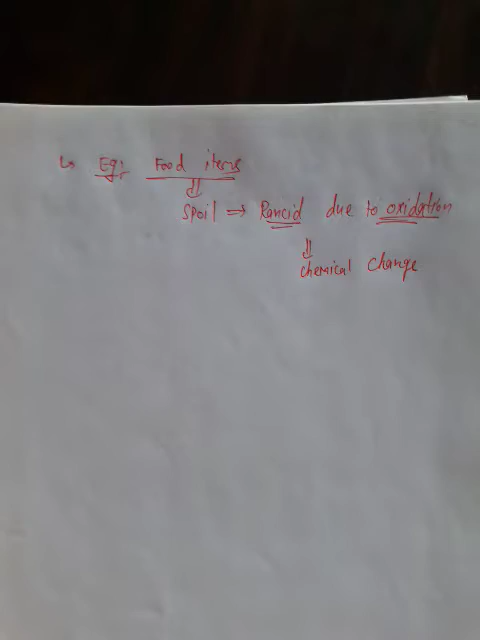 ↳ Eg:, Food items
⇓
Spoil ⇒ Rancid due to oxidation
⇓
chemical change